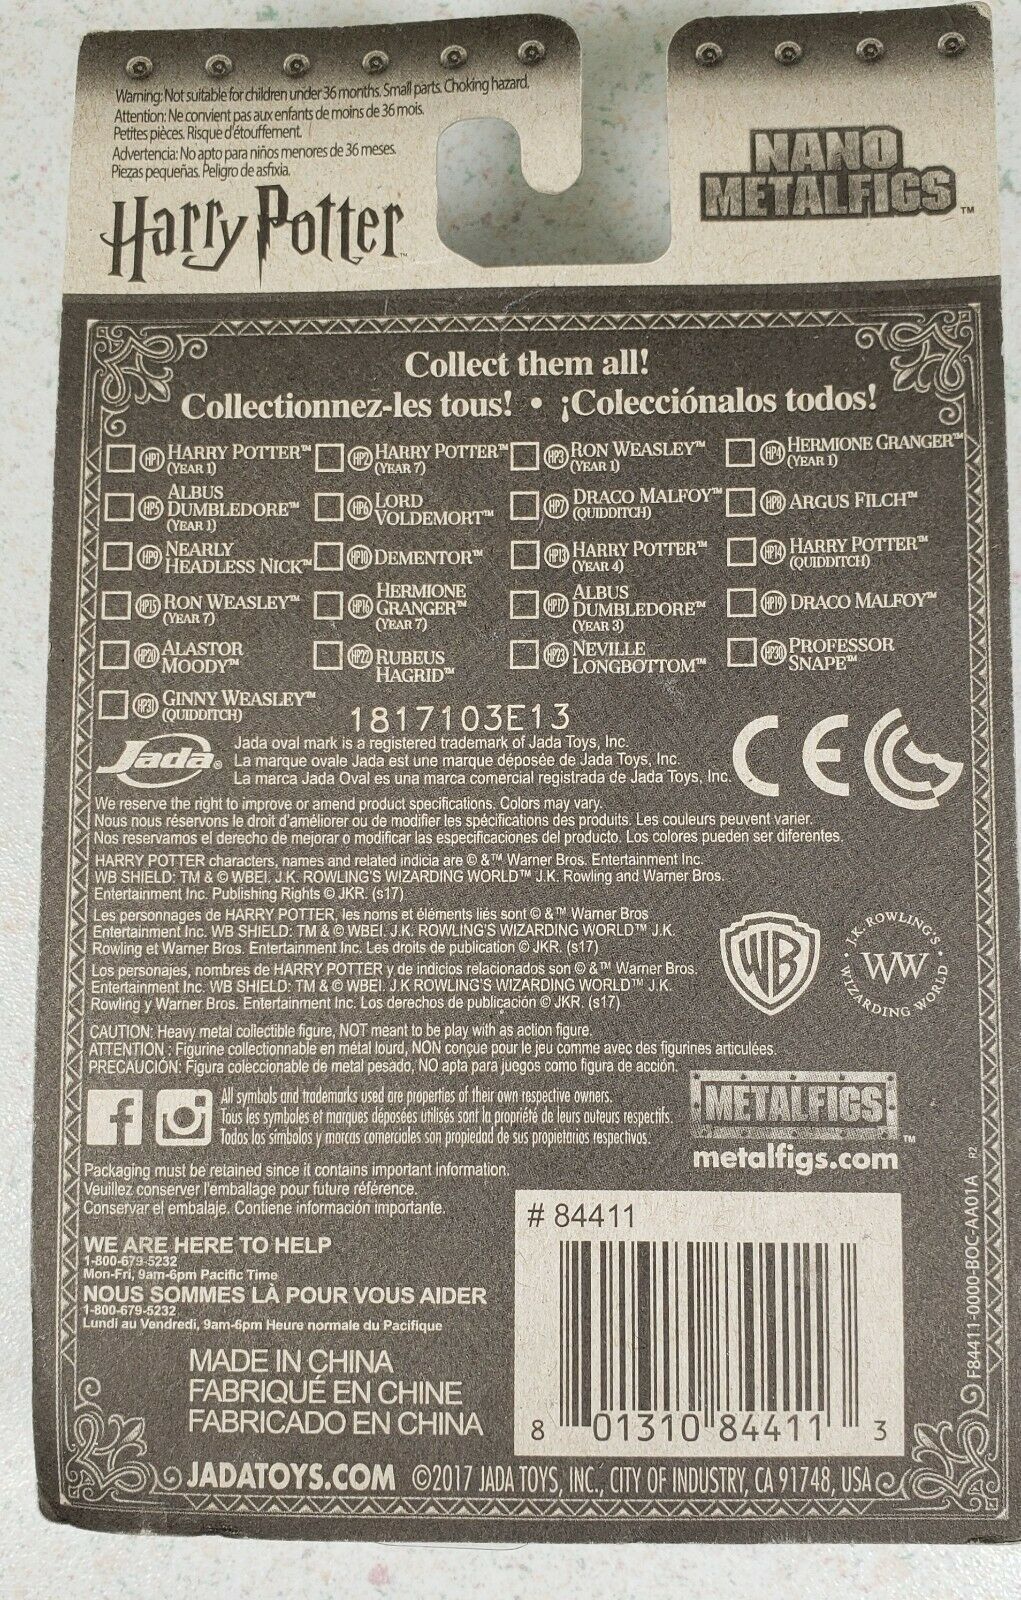 Warning: Not suitable for children under 36 months. Small parts. Choking hazard.
Attention: Ne convient pas aux enfants de moins de 36 mois.
Petites pièces. Risque d'étouffement.
Advertencia: No apto para niños menores de 36 meses.
Piezas pequeñas. Peligro de asfixia.
Harry Potter™
NANO
METALFIGS™
Collect them all!
Collectionnez-les tous! • ¡Colecciónalos todos!
HP1 HARRY POTTER™ (YEAR 1)
HP2 HARRY POTTER™ (YEAR 7)
HP3 RON WEASLEY™ (YEAR 1)
HP4 HERMIONE GRANGER™ (YEAR 1)
HP5 ALBUS DUMBLEDORE™ (YEAR 1)
HP6 LORD VOLDEMORT™
HP7 DRACO MALFOY™ (QUIDDITCH)
HP8 ARGUS FILCH™
HP9 NEARLY HEADLESS NICK™
HP10 DEMENTOR™
HP13 HARRY POTTER™ (YEAR 4)
HP14 HARRY POTTER™ (QUIDDITCH)
HP15 RON WEASLEY™ (YEAR 7)
HP16 HERMIONE GRANGER™ (YEAR 7)
HP17 ALBUS DUMBLEDORE™ (YEAR 3)
HP19 DRACO MALFOY™
HP20 ALASTOR MOODY™
HP22 RUBEUS HAGRID™
HP23 NEVILLE LONGBOTTOM™
HP30 PROFESSOR SNAPE™
HP31 GINNY WEASLEY™ (QUIDDITCH)
1817103E13
Jada®
Jada oval mark is a registered trademark of Jada Toys, Inc.
La marque ovale Jada est une marque déposée de Jada Toys, Inc.
La marca Jada Oval es una marca comercial registrada de Jada Toys, Inc.
CE
We reserve the right to improve or amend product specifications. Colors may vary.
Nous nous réservons le droit d'améliorer ou de modifier les spécifications des produits. Les couleurs peuvent varier.
Nos reservamos el derecho de mejorar o modificar las especificaciones del producto. Los colores pueden ser diferentes
HARRY POTTER characters, names and related indicia are © &™ Warner Bros. Entertainment Inc.
WB SHIELD: TM & © WBEI. J.K. ROWLING'S WIZARDING WORLD™ J.K. Rowling and Warner Bros.
Entertainment Inc. Publishing Rights © JKR. (s17)
Les personnages de HARRY POTTER, les noms et éléments liés sont © &™ Warner Bros
Entertainment Inc. WB SHIELD: TM & © WBEI. J.K. ROWLING'S WIZARDING WORLD™ J.K.
Rowling et Warner Bros. Entertainment Inc. Les droits de publication © JKR. (s17)
Los personajes, nombres de HARRY POTTER y de indicios relacionados son © &™ Warner Bros.
Entertainment Inc. WB SHIELD: TM & © WBEI. J.K ROWLING'S WIZARDING WORLD™ J.K.
Rowling y Warner Bros. Entertainment Inc. Los derechos de publicación © JKR. (s17)
WB
J.K. ROWLING'S
WW
WIZARDING WORLD
CAUTION: Heavy metal collectible figure, NOT meant to be play with as action figure.
ATTENTION : Figurine collectionnable en métal lourd, NON conçue pour le jeu comme avec des figurines articulées.
PRECAUCIÓN: Figura coleccionable de metal pesado, NO apta para juegos como figura de acción.
All symbols and trademarks used are properties of their own respective owners.
Tous les symboles et marques déposées utilisés sont la propriété de leurs auteurs respectifs.
Todos los símbolos y marcas comerciales son propiedad de sus propietarios respectivos.
METALFIGS™
metalfigs.com
Packaging must be retained since it contains important information.
Veuillez conserver l'emballage pour future référence.
Conservar el embalaje. Contiene información importante.
WE ARE HERE TO HELP
1-800-679-5232
Mon-Fri, 9am-6pm Pacific Time
NOUS SOMMES LÀ POUR VOUS AIDER
1-800-679-5232
Lundi au Vendredi, 9am-6pm Heure normale du Pacifique
MADE IN CHINA
FABRIQUÉ EN CHINE
FABRICADO EN CHINA
# 84411
8 01310 84411 3
F84411-0000-BOC-AA01A R2
JADATOYS.COM ©2017 JADA TOYS, INC., CITY OF INDUSTRY, CA 91748, USA